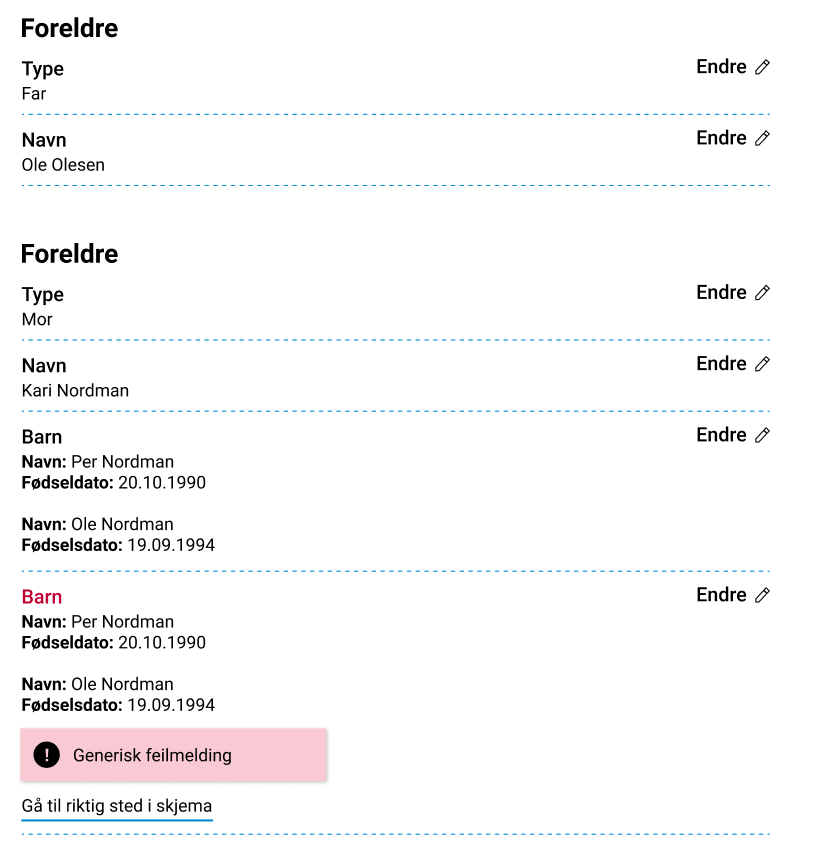 Foreldre
Type
Endre
Far
Navn
Endre
Ole Olesen
Foreldre
Type
Endre
Mor
Navn
Endre
Kari Nordman
Barn
Endre
Navn: Per Nordman
Fødseldato: 20.10.1990
Navn: Ole Nordman
Fødselsdato: 19.09.1994
Barn
Endre
Navn: Per Nordman
Fødseldato: 20.10.1990
Navn: Ole Nordman
Fødselsdato: 19.09.1994
! Generisk feilmelding
Gå til riktig sted i skjema